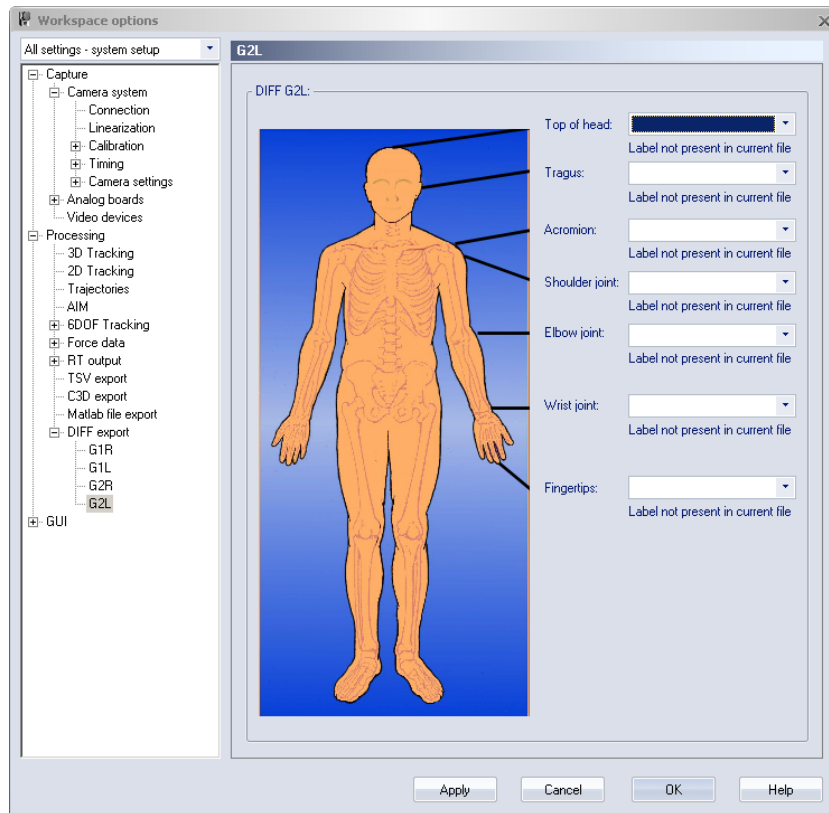 Workspace options
All settings - system setup
Capture
Camera system
Connection
Linearization
Calibration
Timing
Camera settings
Analog boards
Video devices
Processing
3D Tracking
2D Tracking
Trajectories
AIM
6DOF Tracking
Force data
RT output
TSV export
C3D export
Matlab file export
DIFF export
G1R
G1L
G2R
G2L
GUI
G2L
DIFF G2L:
Top of head:
Label not present in current file
Tragus:
Label not present in current file
Acromion:
Label not present in current file
Shoulder joint:
Label not present in current file
Elbow joint:
Label not present in current file
Wrist joint:
Label not present in current file
Fingertips:
Label not present in current file
Apply Cancel OK Help